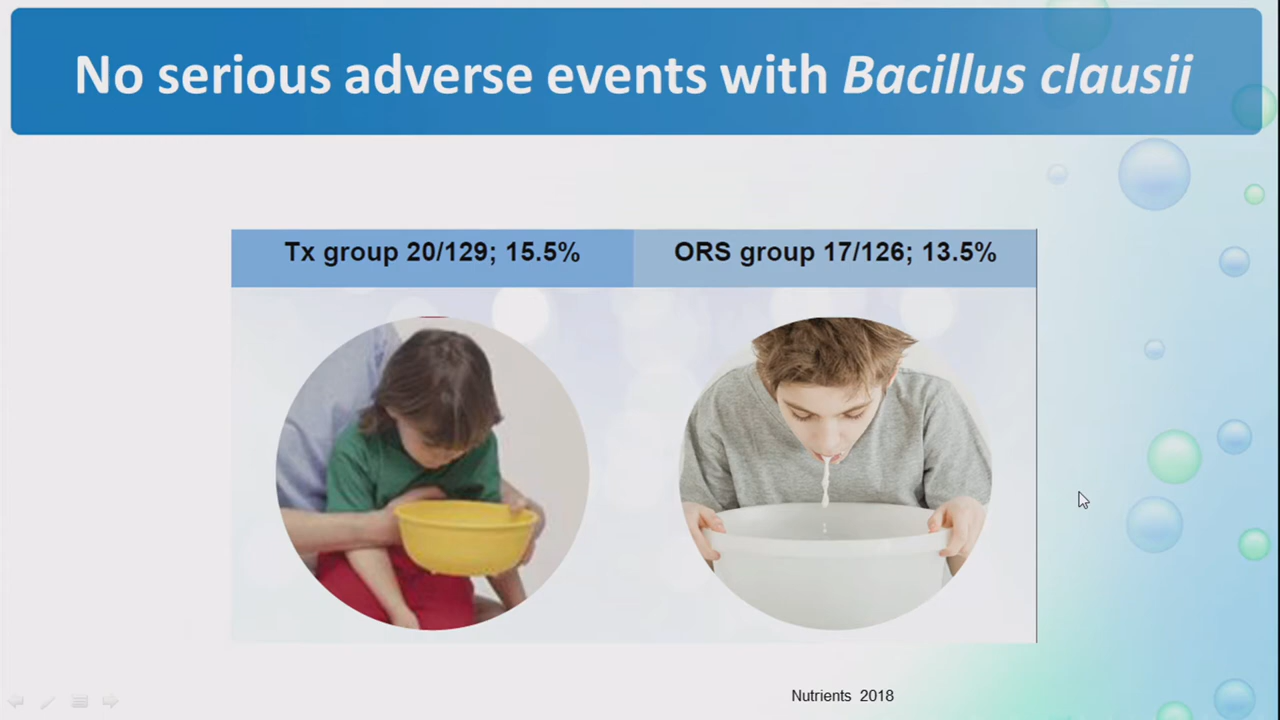 No serious adverse events with Bacillus clausii
Tx group 20/129; 15.5%
ORS group 17/126; 13.5%
Nutrients 2018